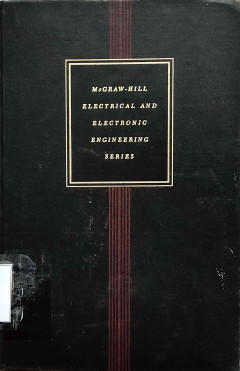 McGRAW-HILL
ELECTRICAL AND
ELECTRONIC
ENGINEERING
SERIES